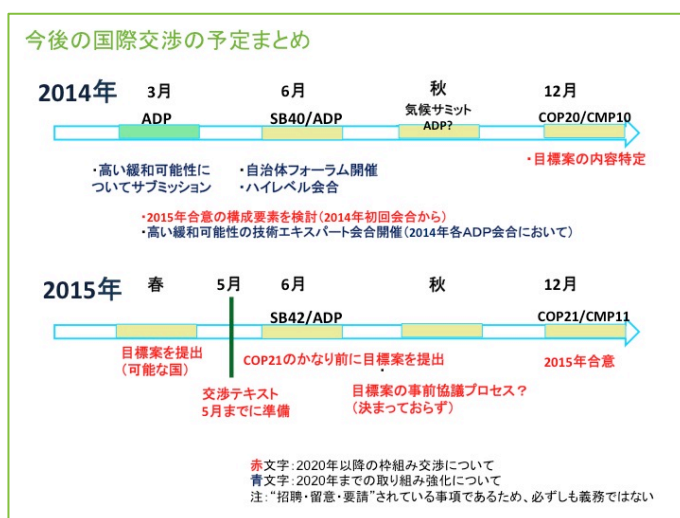 今後の国際交渉の予定まとめ
2014年
3月
6月
秋
12月
ADP
SB40/ADP
気候サミット
ADP?
COP20/CMP10
・高い緩和可能性に
ついてサブミッション
・自治体フォーラム開催
・ハイレベル会合
・目標案の内容特定
・2015年合意の構成要素を検討(2014年初回会合から)
・高い緩和可能性の技術エキスパート会合開催(2014年各ADP会合において)
2015年
春
5月
6月
秋
12月
SB42/ADP
COP21/CMP11
目標案を提出
(可能な国)
COP21のかなり前に目標案を提出
2015年合意
交渉テキスト
5月までに準備
目標案の事前協議プロセス?
(決まっておらず)
赤文字:2020年以降の枠組み交渉について
青文字:2020年までの取り組み強化について
注:“招聘・留意・要請”されている事項であるため、必ずしも義務ではない